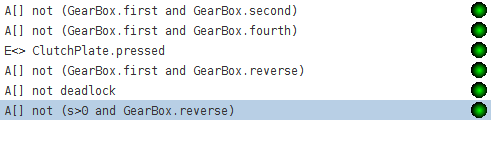 A[] not (GearBox.first and GearBox.second)
A[] not (GearBox.first and GearBox.fourth)
E<> ClutchPlate.pressed
A[] not (GearBox.first and GearBox.reverse)
A[] not deadlock
A[] not (s>0 and GearBox.reverse)